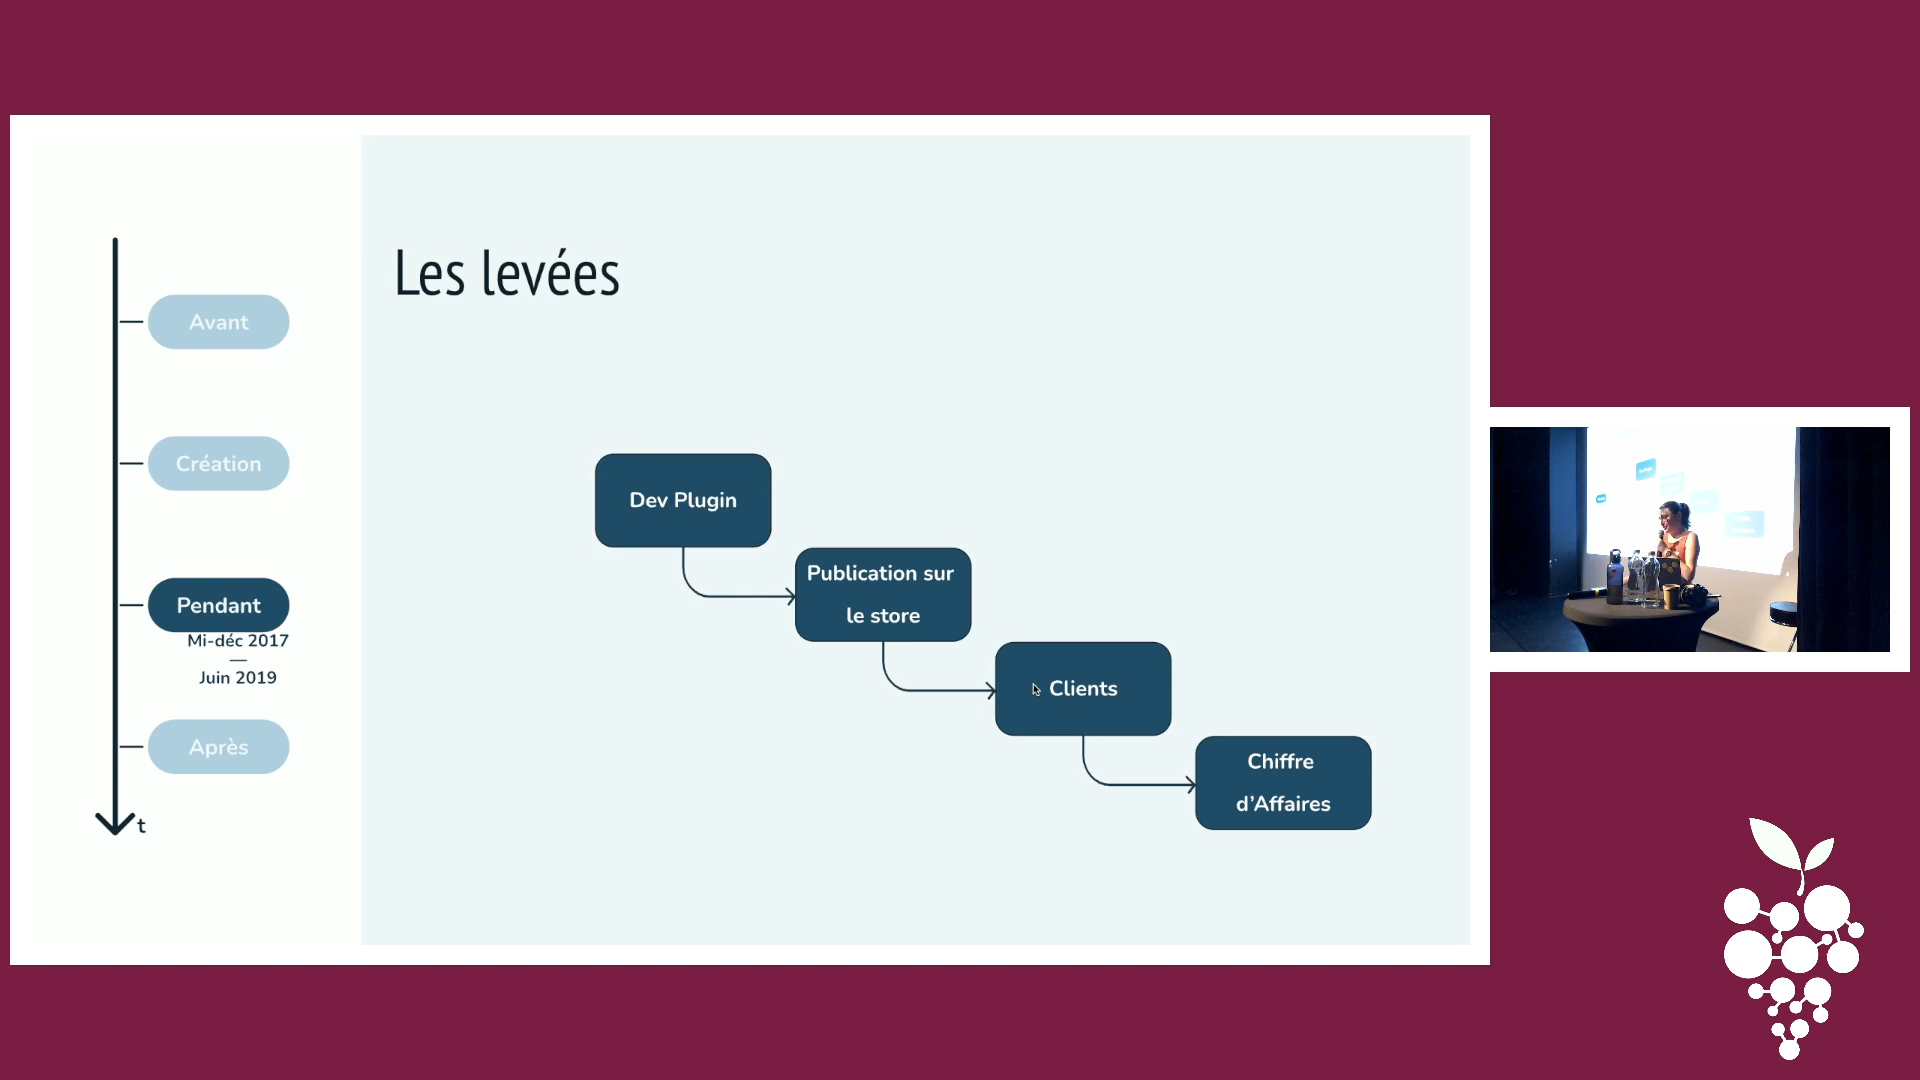 Les levées
Avant
Création
Pendant
Mi-déc 2017
—
Juin 2019
Après
t
Dev Plugin
Publication sur
le store
Clients
Chiffre
d’Affaires